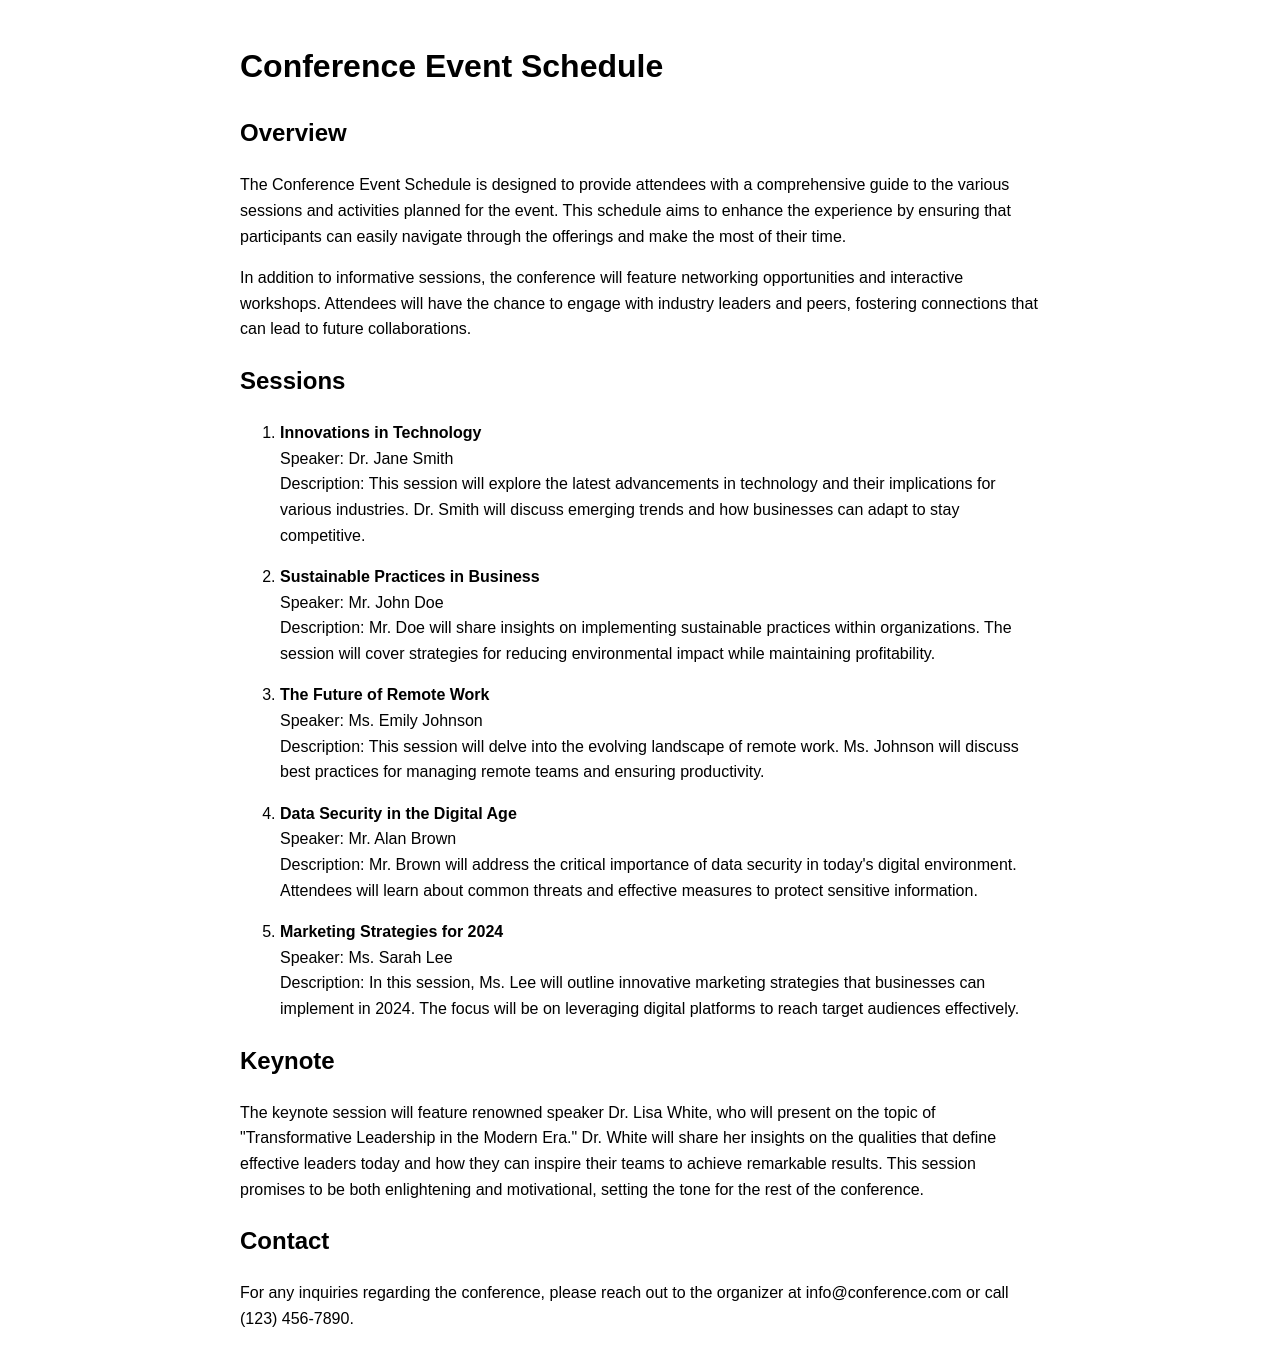 Conference Event Schedule
Overview
The Conference Event Schedule is designed to provide attendees with a comprehensive guide to the various
sessions and activities planned for the event. This schedule aims to enhance the experience by ensuring that
participants can easily navigate through the offerings and make the most of their time.
In addition to informative sessions, the conference will feature networking opportunities and interactive
workshops. Attendees will have the chance to engage with industry leaders and peers, fostering connections that
can lead to future collaborations.
Sessions
1. Innovations in Technology
Speaker: Dr. Jane Smith
Description: This session will explore the latest advancements in technology and their implications for
various industries. Dr. Smith will discuss emerging trends and how businesses can adapt to stay
competitive.
2. Sustainable Practices in Business
Speaker: Mr. John Doe
Description: Mr. Doe will share insights on implementing sustainable practices within organizations. The
session will cover strategies for reducing environmental impact while maintaining profitability.
3. The Future of Remote Work
Speaker: Ms. Emily Johnson
Description: This session will delve into the evolving landscape of remote work. Ms. Johnson will discuss
best practices for managing remote teams and ensuring productivity.
4. Data Security in the Digital Age
Speaker: Mr. Alan Brown
Description: Mr. Brown will address the critical importance of data security in today's digital environment.
Attendees will learn about common threats and effective measures to protect sensitive information.
5. Marketing Strategies for 2024
Speaker: Ms. Sarah Lee
Description: In this session, Ms. Lee will outline innovative marketing strategies that businesses can
implement in 2024. The focus will be on leveraging digital platforms to reach target audiences effectively.
Keynote
The keynote session will feature renowned speaker Dr. Lisa White, who will present on the topic of
"Transformative Leadership in the Modern Era." Dr. White will share her insights on the qualities that define
effective leaders today and how they can inspire their teams to achieve remarkable results. This session
promises to be both enlightening and motivational, setting the tone for the rest of the conference.
Contact
For any inquiries regarding the conference, please reach out to the organizer at info@conference.com or call
(123) 456-7890.